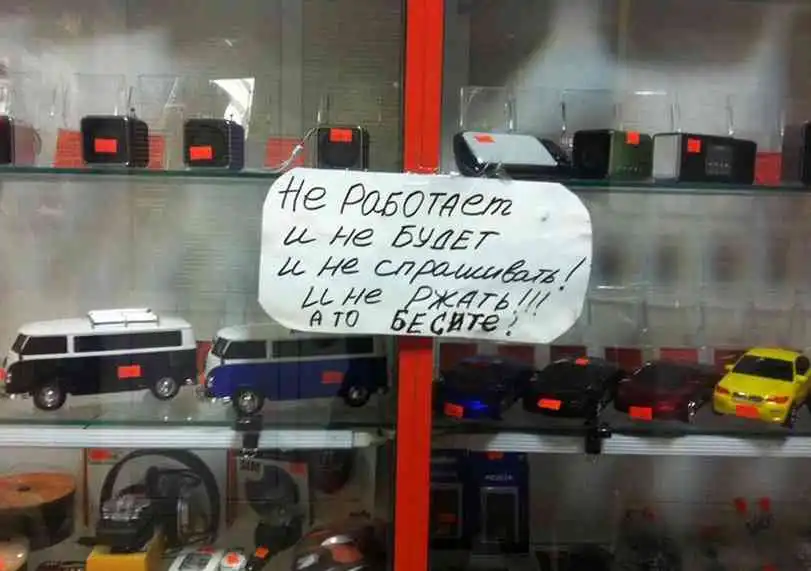 Не РАБОТАЕТ
и не БУДЕТ
и не спрашивать!
и не РЖАТЬ!!!
А ТО БЕСИТЕ!